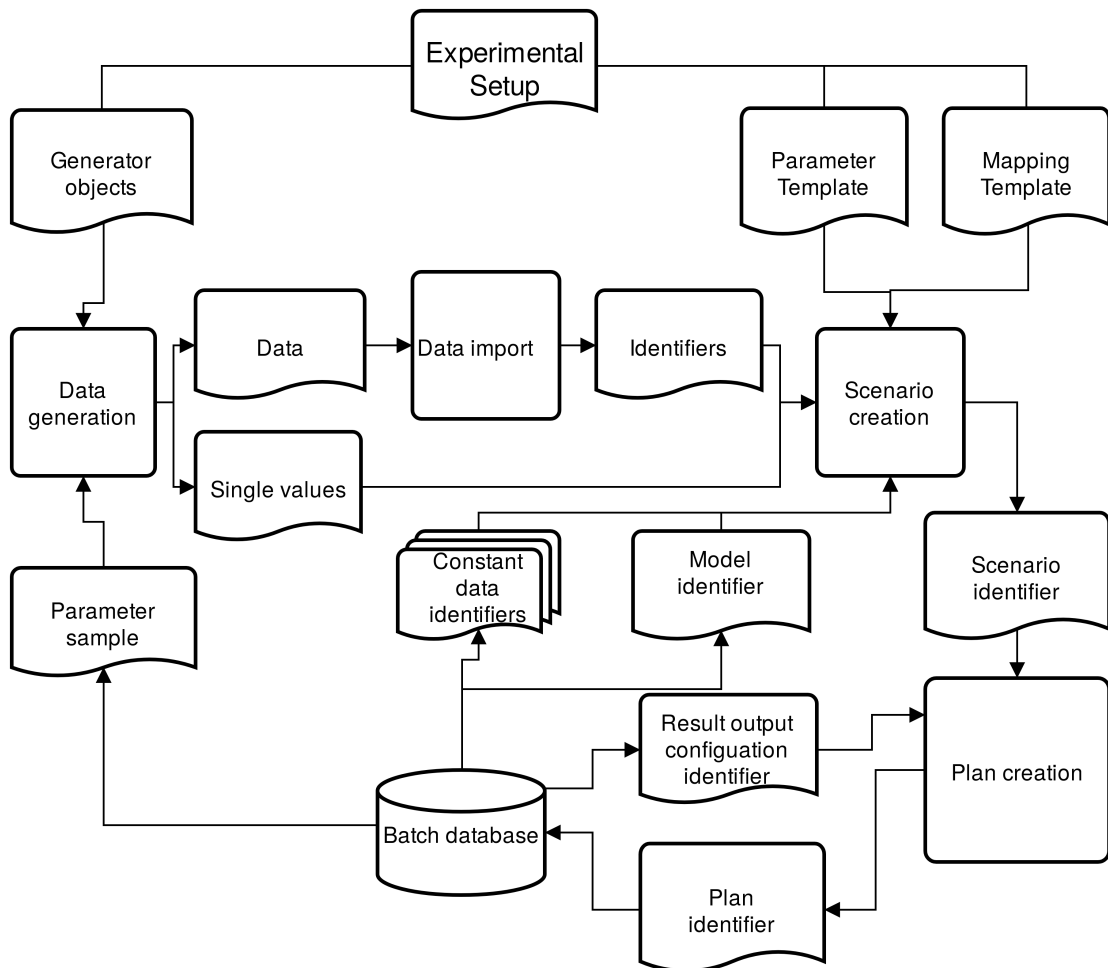 Experimental
Setup
Generator
objects
Parameter
Template
Mapping
Template
Data
generation
Data
Data import
Identifiers
Scenario
creation
Single values
Parameter
sample
Constant
data
identifiers
Model
identifier
Scenario
identifier
Result output
configuation
identifier
Plan creation
Batch database
Plan
identifier